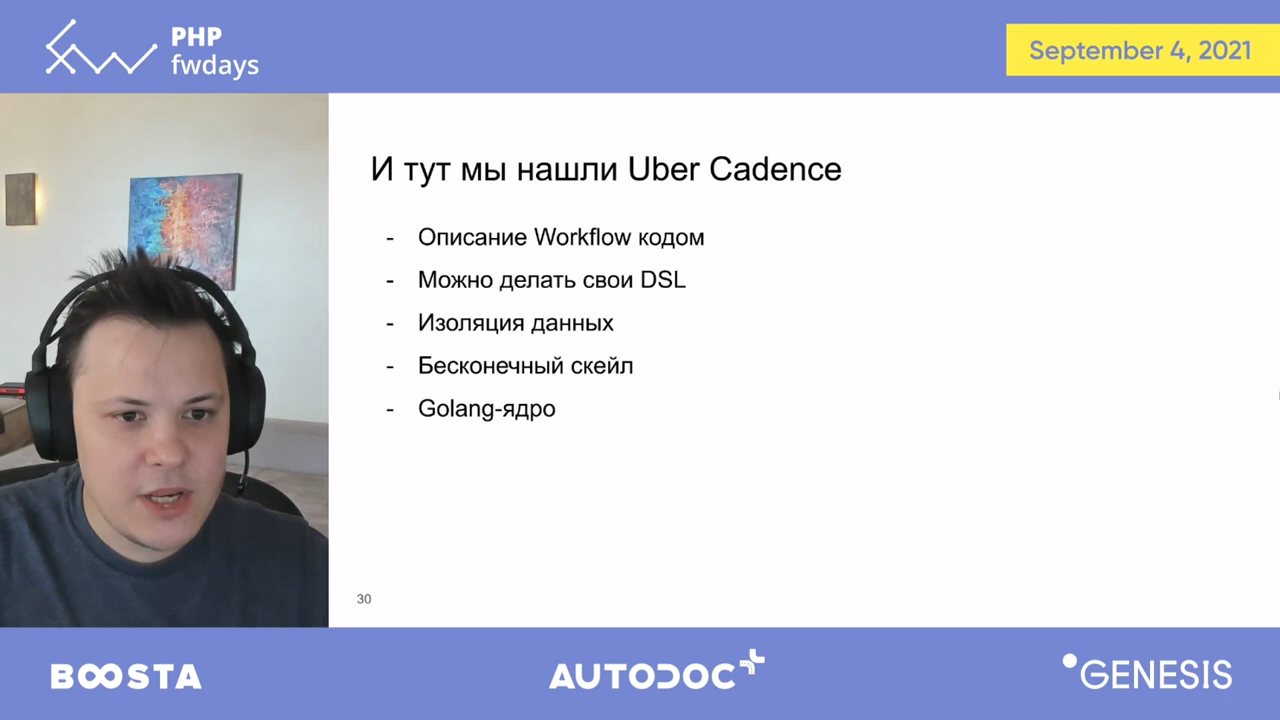 PHP
fwdays
September 4, 2021
И тут мы нашли Uber Cadence
- Описание Workflow кодом
- Можно делать свои DSL
- Изоляция данных
- Бесконечный скейл
- Golang-ядро
30
BOOSTA
AUTODOC
GENESIS